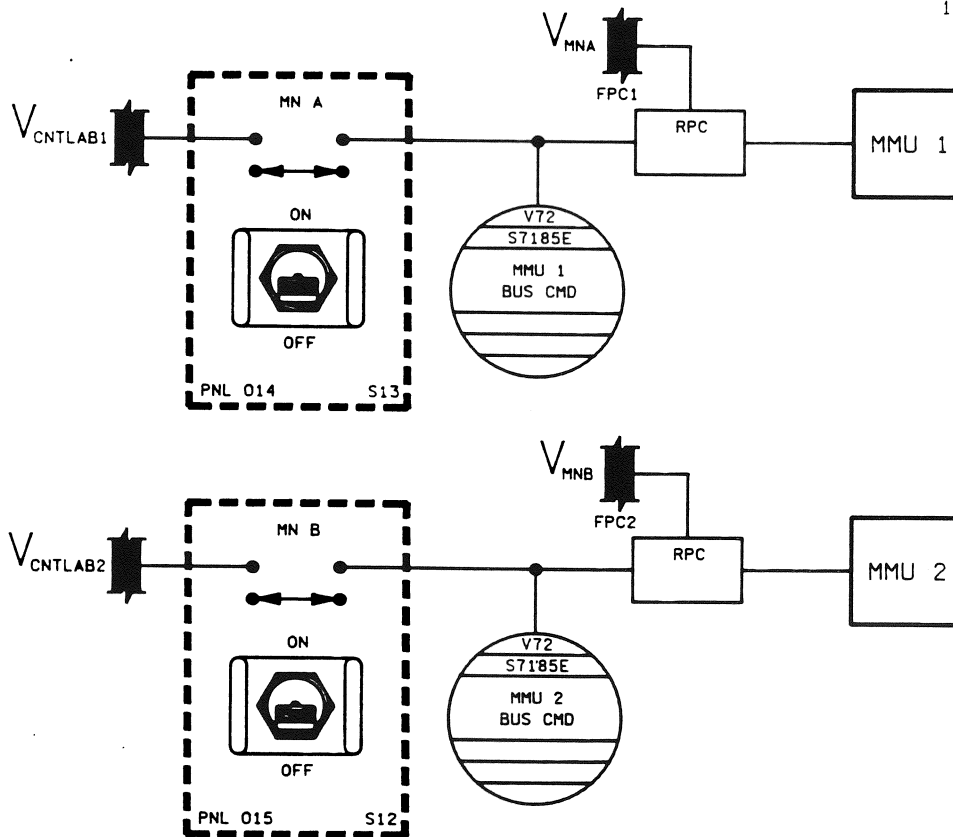 1
V MNA
FPC1
MN A
V CNTLAB1
RPC
MMU 1
ON
V72
S7185E
MMU 1
BUS CMD
OFF
PNL O14 S13
V MNB
FPC2
MN B
V CNTLAB2
RPC
MMU 2
ON
V72
S7185E
MMU 2
BUS CMD
OFF
PNL O15 S12